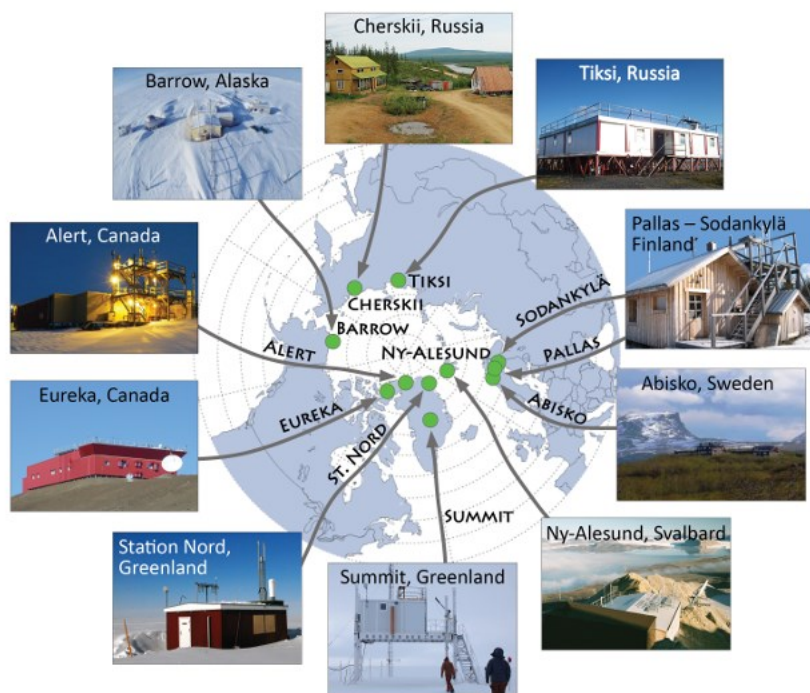 Cherskii, Russia
Barrow, Alaska
Tiksi, Russia
Alert, Canada
Pallas – Sodankylä
Finland
TIKSI
CHERSKII
BARROW
SODANKYLÄ
ALERT
NY-ALESUND
PALLAS
Eureka, Canada
Abisko, Sweden
EUREKA
ABISKO
ST. NORD
SUMMIT
Station Nord,
Greenland
Ny-Alesund, Svalbard
Summit, Greenland